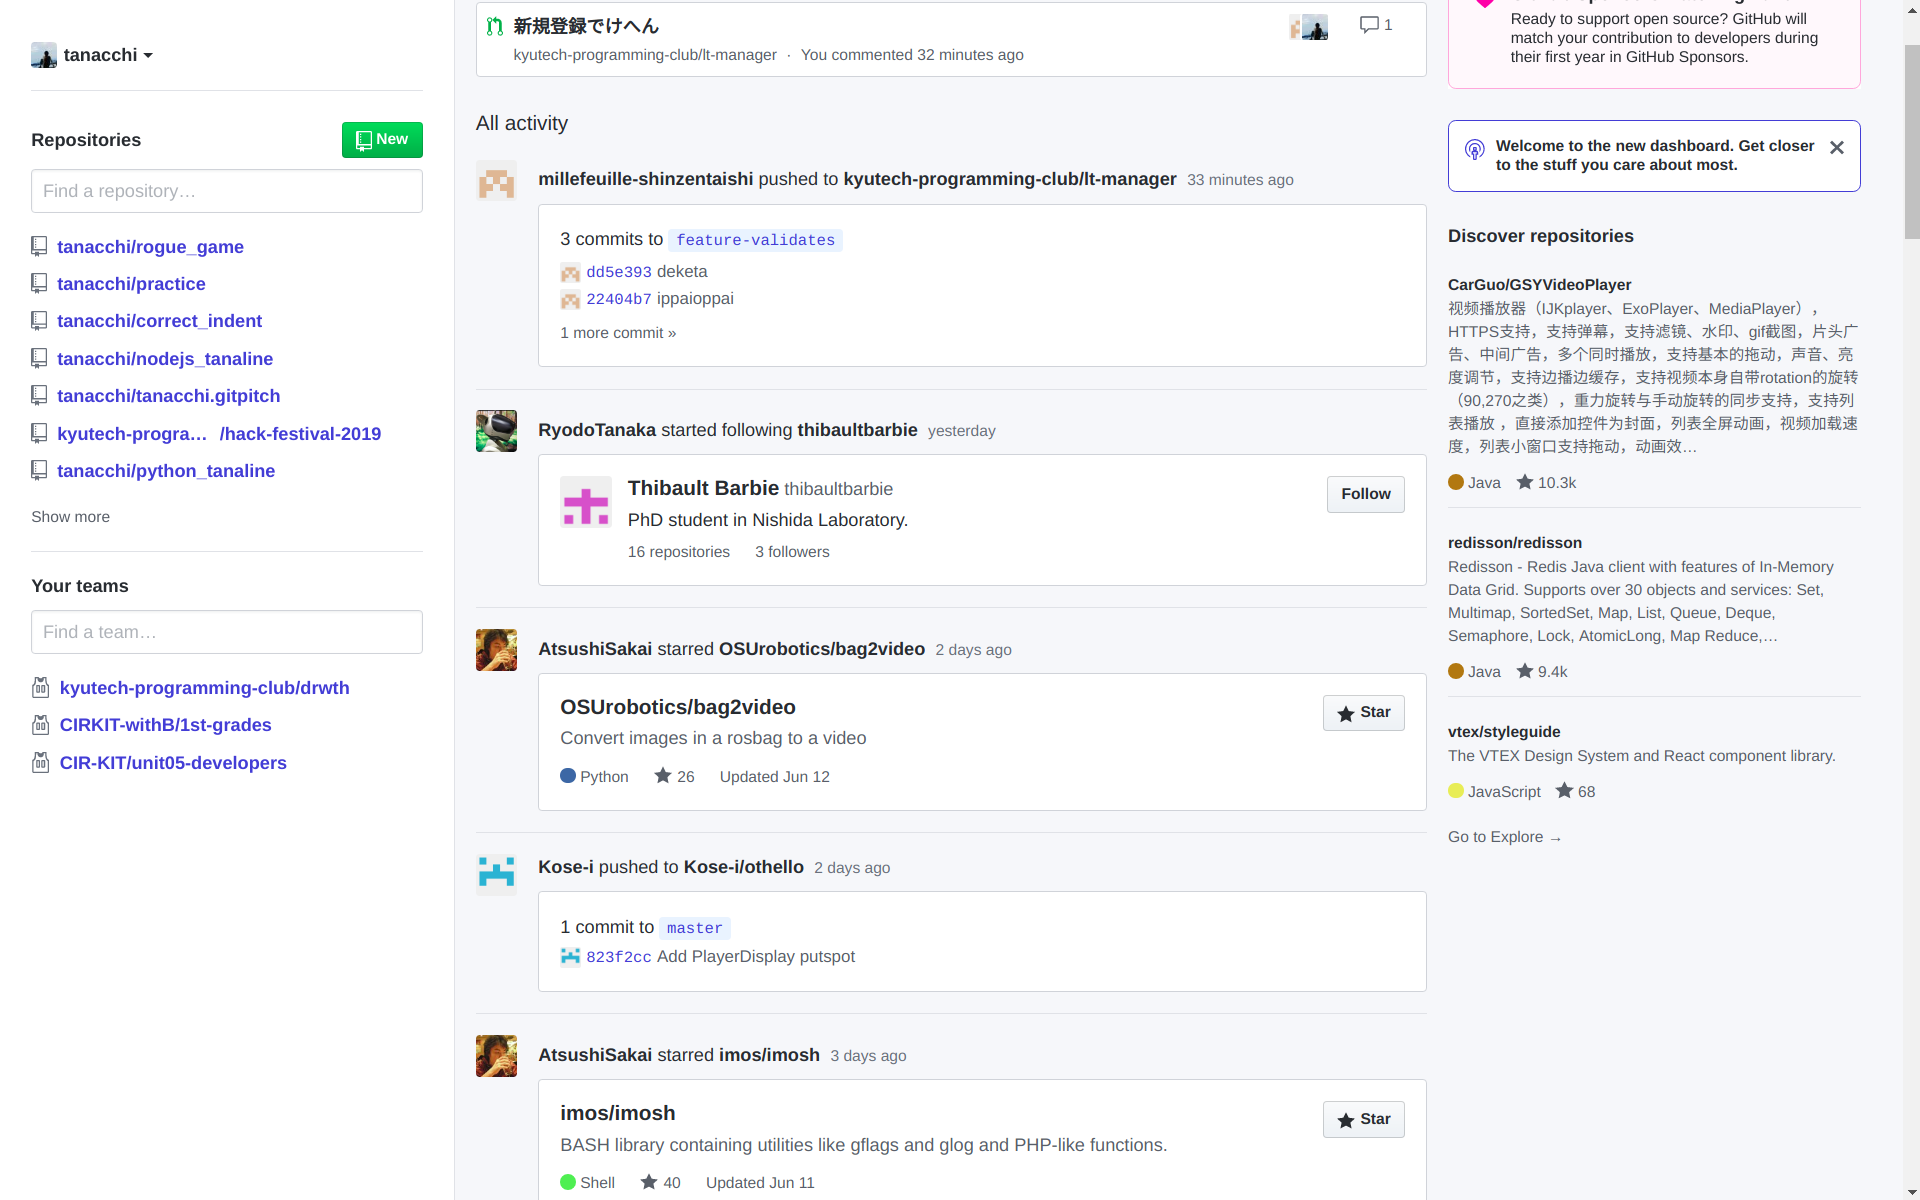 tanacchi
Repositories
New
Find a repository…
tanacchi/rogue_game
tanacchi/practice
tanacchi/correct_indent
tanacchi/nodejs_tanaline
tanacchi/tanacchi.gitpitch
kyutech-progra… /hack-festival-2019
tanacchi/python_tanaline
Show more
Your teams
Find a team…
kyutech-programming-club/drwth
CIRKIT-withB/1st-grades
CIR-KIT/unit05-developers
新規登録でけへん
1
kyutech-programming-club/lt-manager · You commented 32 minutes ago
All activity
millefeuille-shinzentaishi pushed to kyutech-programming-club/lt-manager 33 minutes ago
3 commits to feature-validates
dd5e393 deketa
22404b7 ippaioppai
1 more commit »
RyodoTanaka started following thibaultbarbie yesterday
Thibault Barbie thibaultbarbie
Follow
PhD student in Nishida Laboratory.
16 repositories 3 followers
AtsushiSakai starred OSUrobotics/bag2video 2 days ago
OSUrobotics/bag2video
Star
Convert images in a rosbag to a video
Python 26 Updated Jun 12
Kose-i pushed to Kose-i/othello 2 days ago
1 commit to master
823f2cc Add PlayerDisplay putspot
AtsushiSakai starred imos/imosh 3 days ago
imos/imosh
Star
BASH library containing utilities like gflags and glog and PHP-like functions.
Shell 40 Updated Jun 11
Ready to support open source? GitHub will
match your contribution to developers during
their first year in GitHub Sponsors.
Welcome to the new dashboard. Get closer
to the stuff you care about most.
Discover repositories
CarGuo/GSYVideoPlayer
视频播放器（IJKplayer、ExoPlayer、MediaPlayer），
HTTPS支持，支持弹幕，支持滤镜、水印、gif截图，片头广
告、中间广告，多个同时播放，支持基本的拖动，声音、亮
度调节，支持边播边缓存，支持视频本身自带rotation的旋转
（90,270之类），重力旋转与手动旋转的同步支持，支持列
表播放 ，直接添加控件为封面，列表全屏动画，视频加载速
度，列表小窗口支持拖动，动画效…
Java 10.3k
redisson/redisson
Redisson - Redis Java client with features of In-Memory
Data Grid. Supports over 30 objects and services: Set,
Multimap, SortedSet, Map, List, Queue, Deque,
Semaphore, Lock, AtomicLong, Map Reduce,…
Java 9.4k
vtex/styleguide
The VTEX Design System and React component library.
JavaScript 68
Go to Explore →